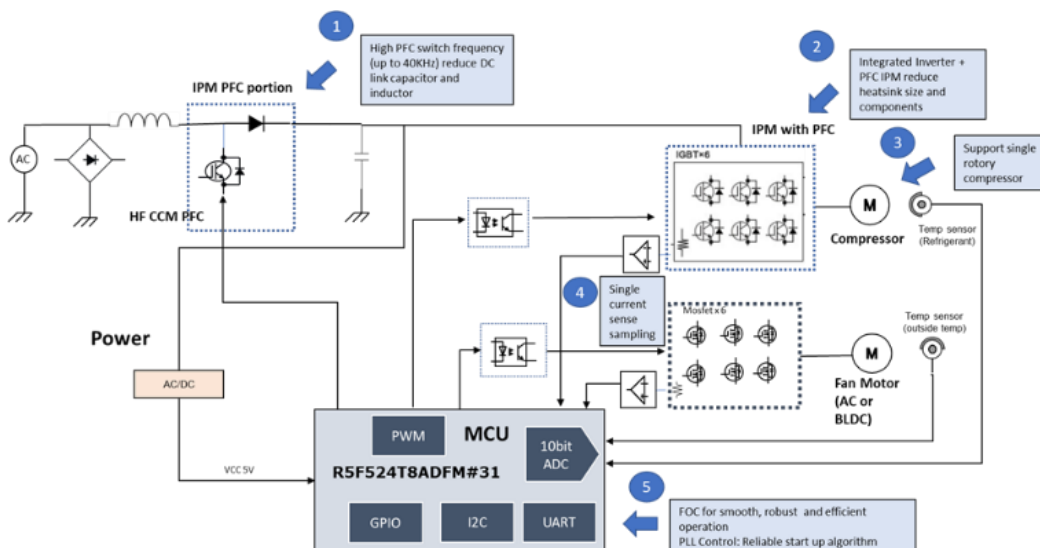 1
High PFC switch frequency
(up to 40KHz) reduce DC
link capacitor and
inductor
2
Integrated Inverter +
PFC IPM reduce
heatsink size and
components
IPM PFC portion
IPM with PFC
3
Support single
rotory
compressor
AC
IGBT×6
HF CCM PFC
M
Compressor
Temp sensor
(Refrigerant)
4
Single
current
sense
sampling
Mosfet x 6
Temp sensor
(outside temp)
Power
M
Fan Motor
(AC or
BLDC)
AC/DC
PWM
MCU
10bit
ADC
R5F524T8ADFM#31
VCC 5V
GPIO
I2C
UART
5
FOC for smooth, robust and efficient
operation
PLL Control: Reliable start up algorithm